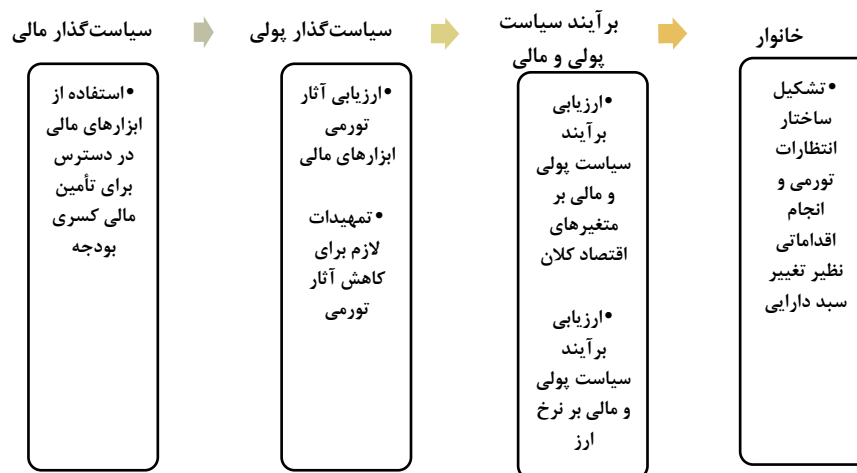 سیاست‌گذار مالی
•استفاده از
ابزارهای مالی
در دسترس
برای تأمین
مالی کسری
بودجه
سیاست‌گذار پولی
•ارزیابی آثار
تورمی
ابزارهای مالی
•تمهیدات
لازم برای
کاهش آثار
تورمی
برآیند سیاست
پولی و مالی
•ارزیابی
برآیند
سیاست پولی
و مالی بر
متغیرهای
اقتصاد کلان
•ارزیابی
برآیند
سیاست پولی
و مالی بر نرخ
ارز
خانوار
•تشکیل
ساختار
انتظارات
تورمی و
انجام
اقداماتی
نظیر تغییر
سبد دارایی